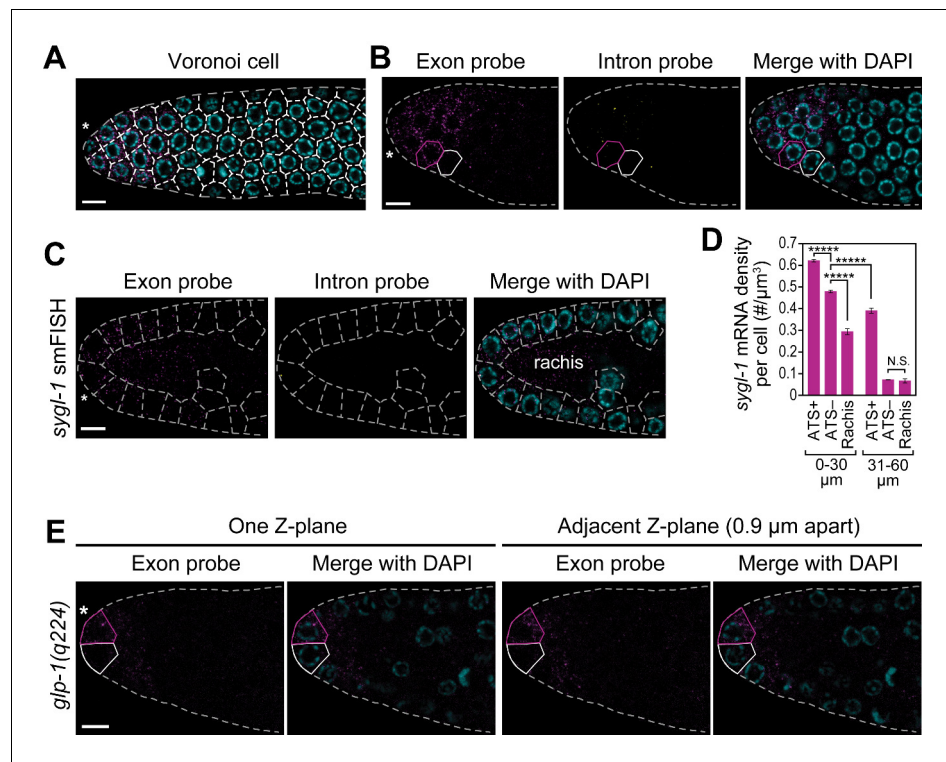 A
Voronoi cell
*
B
Exon probe
Intron probe
Merge with DAPI
*
C
sygl-1 smFISH
Exon probe
Intron probe
Merge with DAPI
rachis
*
D
sygl-1 mRNA density
per cell (#/µm³)
0.7
0.6
0.5
0.4
0.3
0.2
0.1
0
*****
*****
*****
N.S.
ATS+
ATS–
Rachis
ATS+
ATS–
Rachis
0-30
µm
31-60
µm
E
One Z-plane
Adjacent Z-plane (0.9 µm apart)
Exon probe
Merge with DAPI
Exon probe
Merge with DAPI
glp-1(q224)
*